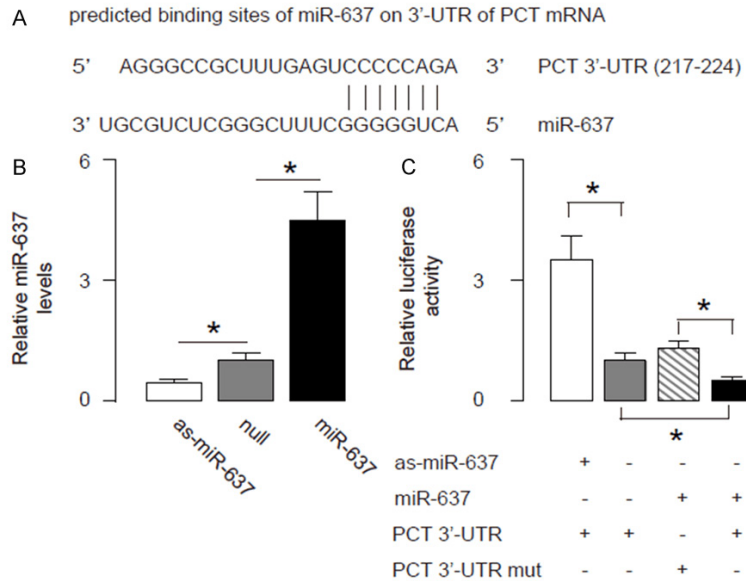 A predicted binding sites of miR-637 on 3'-UTR of PCT mRNA
5' AGGGCCGCUUUGAGUCCCCCAGA 3' PCT 3'-UTR (217-224)
3' UGCGUCUCGGGCUUUCGGGGGUCA 5' miR-637
B
Relative miR-637
levels
6
3
0
*
*
as-miR-637
null
miR-637
C
Relative luciferase
activity
6
3
0
*
*
*
as-miR-637 + - - -
miR-637 - - + +
PCT 3'-UTR + + - +
PCT 3'-UTR mut - - + -